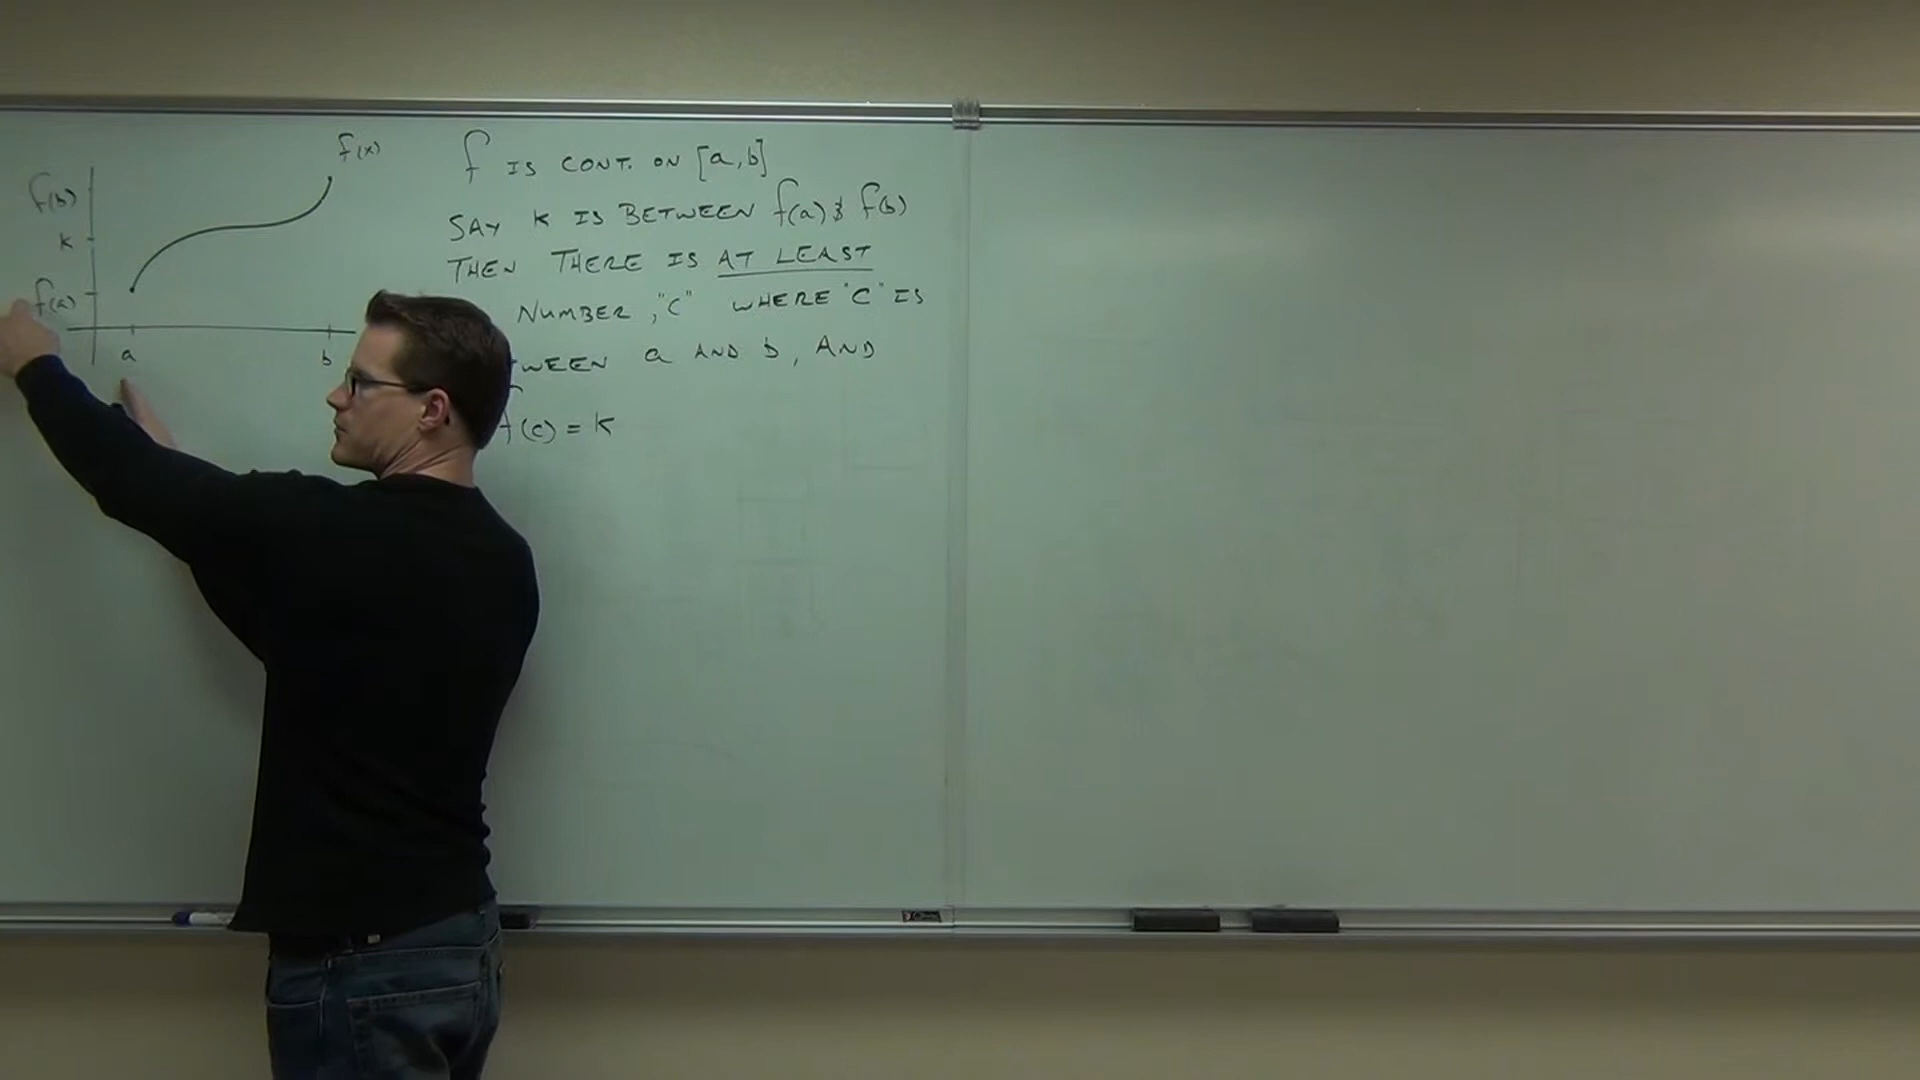 f(x)
f(b)
k
f(a)
a
b
f IS CONT. ON [a,b]
SAY K IS BETWEEN f(a) & f(b)
THEN THERE IS AT LEAST
NUMBER, "C" WHERE "C" IS
TWEEN a AND b, AND
f(c) = K